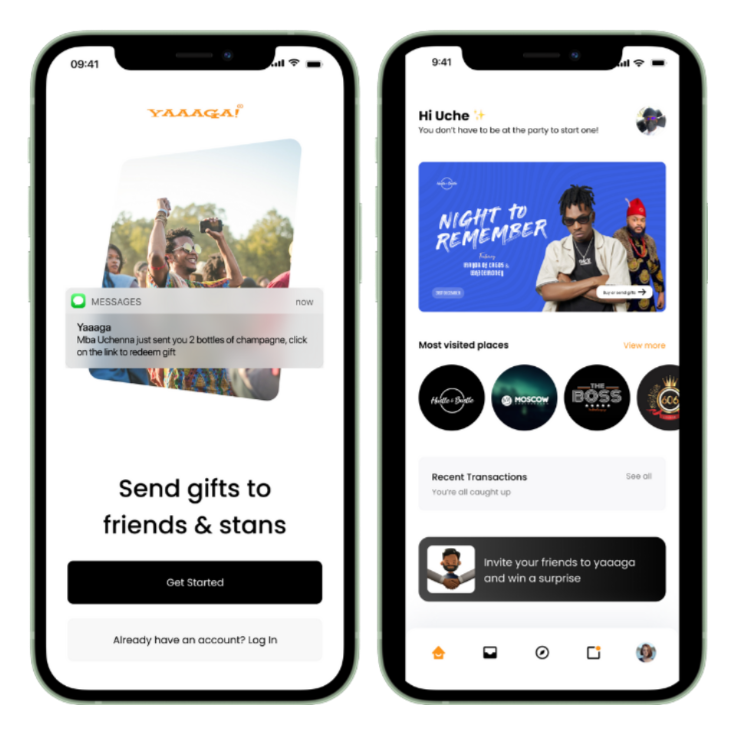 09:41
YAAAGA!
MESSAGES
now
Yaaaga
Mba Uchenna just sent you 2 bottles of champagne, click
on the link to redeem gift
Send gifts to
friends & stans
Get Started
Already have an account? Log In
9:41
Hi Uche ✨
You don't have to be at the party to start one!
NIGHT to
REMEMBER
Featuring
Buy or send gifts →
Most visited places
View more
Hustle & Bustle
MOSCOW
THE
BOSS
606
Recent Transactions
See all
You're all caught up
Invite your friends to yaaaga
and win a surprise